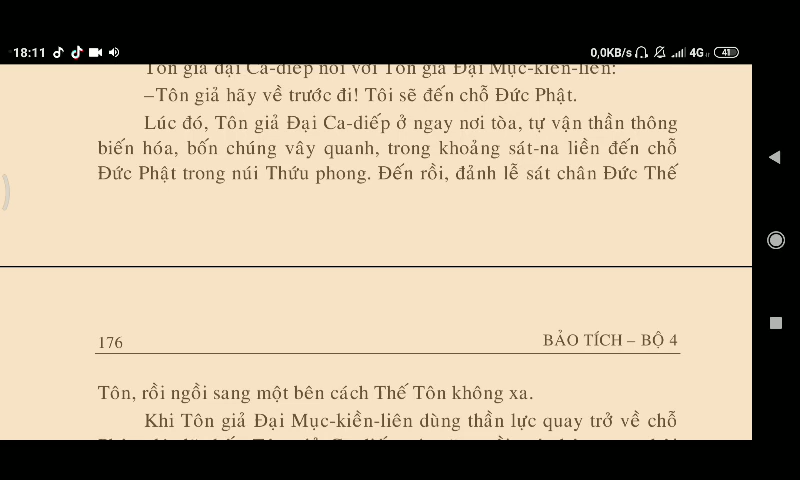 18:11
0,0KB/s 4G 41
Tôn giả đại Ca-diếp nói với Tôn giả Đại Mục-kiền-liên:
–Tôn giả hãy về trước đi! Tôi sẽ đến chỗ Đức Phật.
Lúc đó, Tôn giả Đại Ca-diếp ở ngay nơi tòa, tự vận thần thông
biến hóa, bốn chúng vây quanh, trong khoảng sát-na liền đến chỗ
Đức Phật trong núi Thứu phong. Đến rồi, đảnh lễ sát chân Đức Thế
176
BẢO TÍCH – BỘ 4
Tôn, rồi ngồi sang một bên cách Thế Tôn không xa.
Khi Tôn giả Đại Mục-kiền-liên dùng thần lực quay trở về chỗ